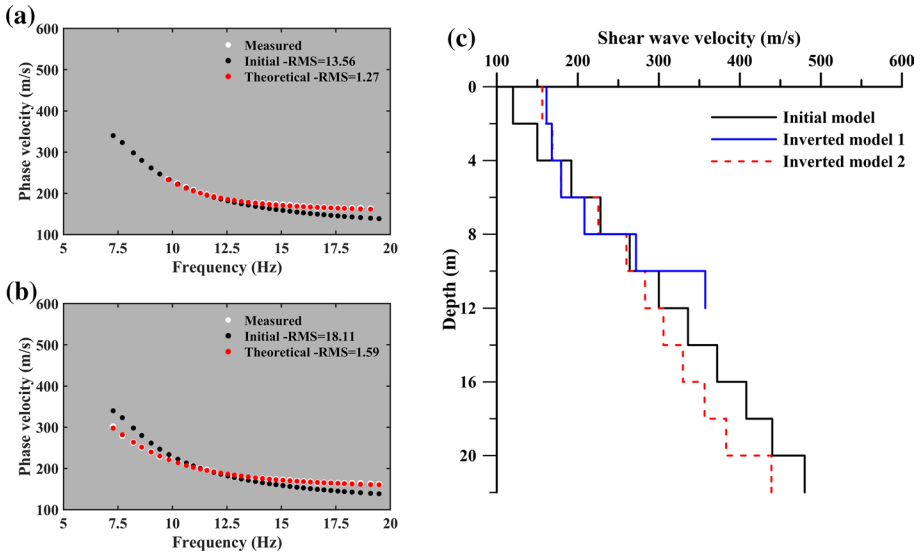 (a)
600
500
400
300
200
100
Phase velocity (m/s)
Measured
Initial -RMS=13.56
Theoretical -RMS=1.27
5
7.5
10
12.5
15
17.5
20
Frequency (Hz)
(b)
600
500
400
300
200
100
Phase velocity (m/s)
Measured
Initial -RMS=18.11
Theoretical -RMS=1.59
5
7.5
10
12.5
15
17.5
20
Frequency (Hz)
(c)
Shear wave velocity (m/s)
100
200
300
400
500
600
0
4
8
12
16
20
Depth (m)
Initial model
Inverted model 1
Inverted model 2